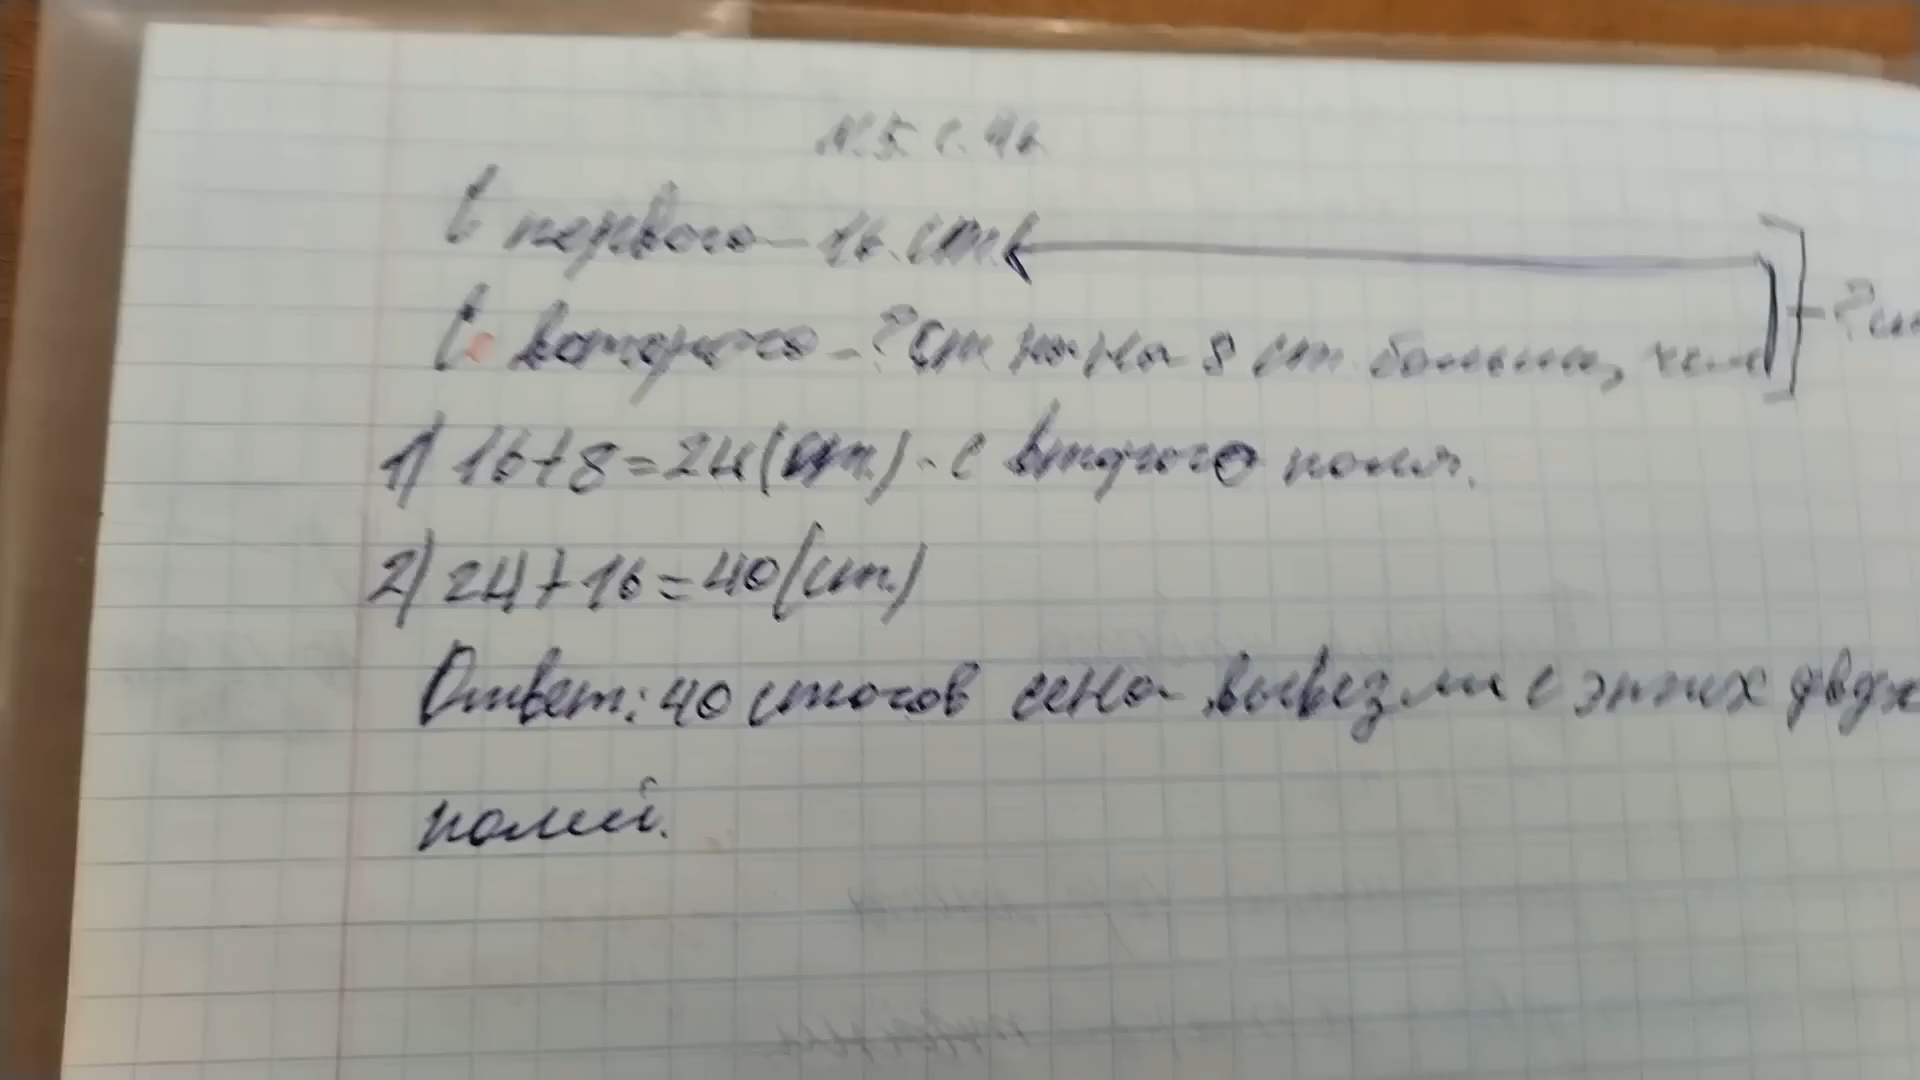 №5. с.46.
С первого - 16 ст.
С второго - ? ст. на 8 ст. больше, чем
? ст
1) 16+8=24(ст.) - с второго поля.
2) 24+16=40(ст.)
Ответ: 40 стогов сена вывезли с этих двух
полей.